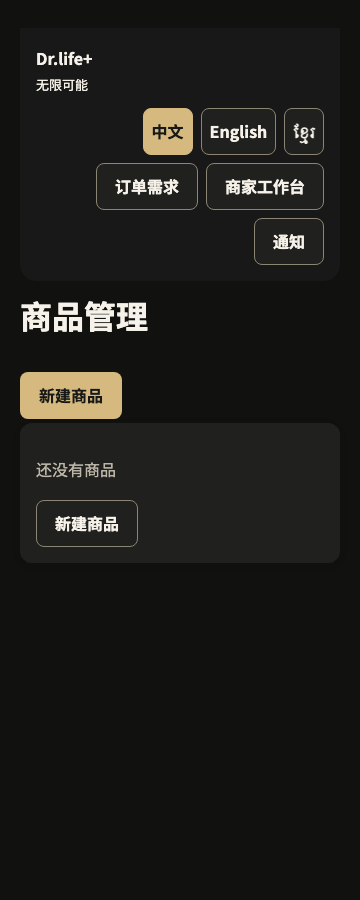 Dr.life+
无限可能
中文 English ខ្មែរ
订单需求 商家工作台
通知
商品管理
新建商品
还没有商品
新建商品